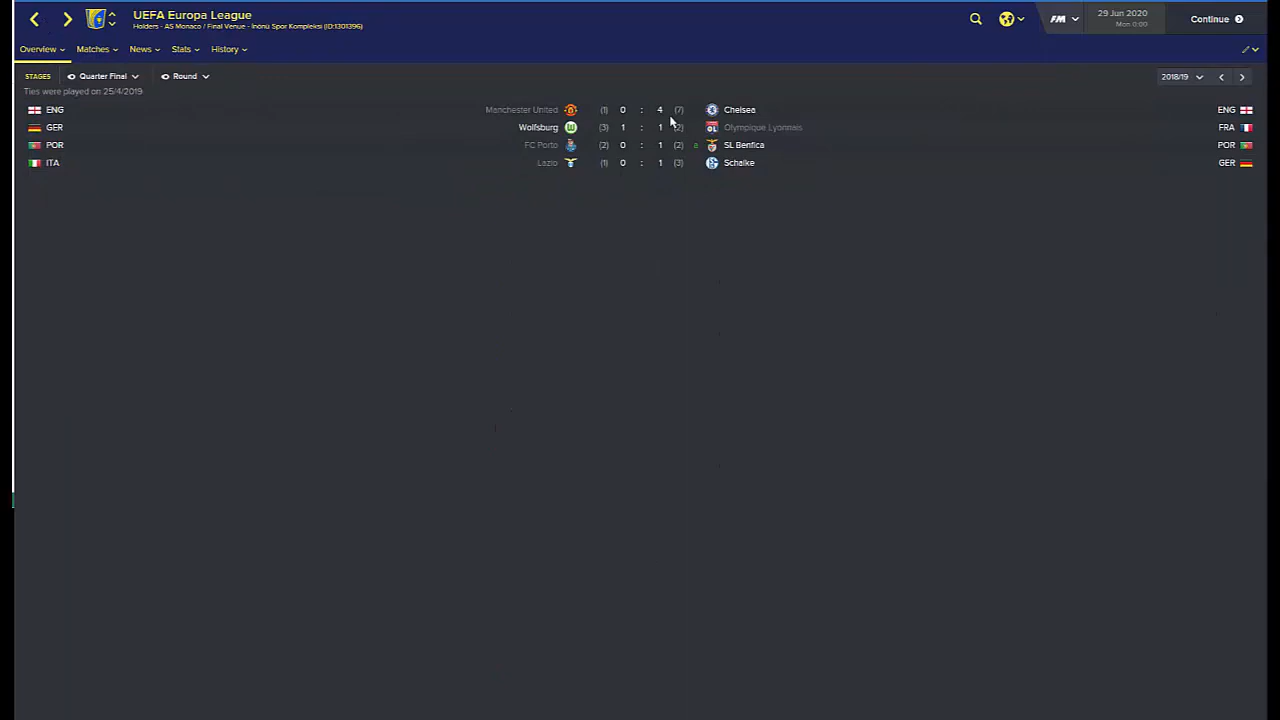 UEFA Europa League
Holders - AS Monaco / Final Venue - İnönü Spor Kompleksi (ID:1301396)
FM
29 Jun 2020
Mon 0:00
Continue
Overview Matches News Stats History
STAGES Quarter Final Round 2018/19
Ties were played on 25/4/2019
ENG Manchester United (1) 0 : 4 (7) Chelsea ENG
GER Wolfsburg (3) 1 : 1 (2) Olympique Lyonnais FRA
POR FC Porto (2) 0 : 1 (2) a SL Benfica POR
ITA Lazio (1) 0 : 1 (3) Schalke GER